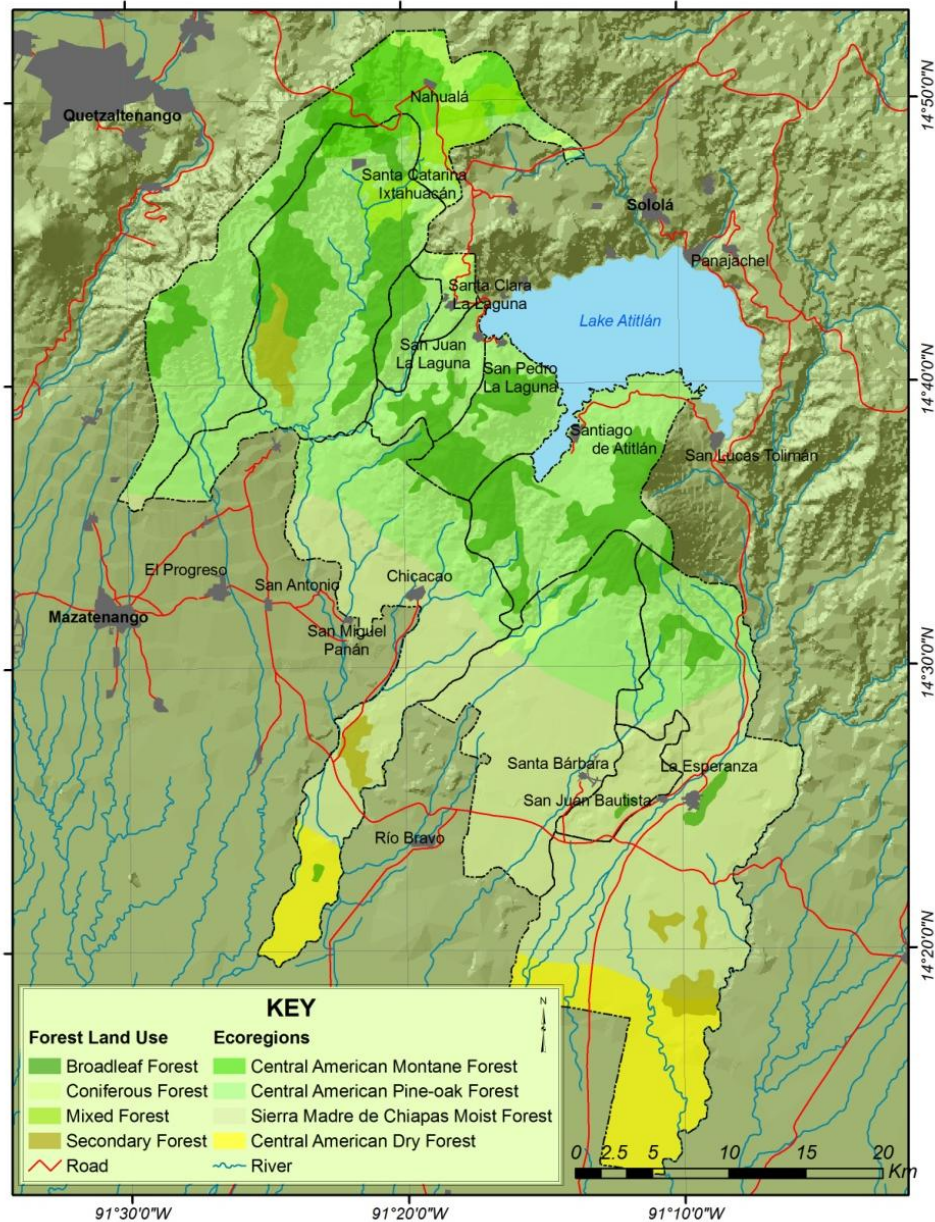 14°50'0"N
Quetzaltenango
Nahualá
Santa Catarina
Ixtahuacán
Sololá
Panajachel
Santa Clara
La Laguna
Lake Atitlán
San Juan
La Laguna
San Pedro
La Laguna
14°40'0"N
Santiago
de Atitlán
San Lucas Tolimán
El Progreso
San Antonio
Chicacao
Mazatenango
San Miguel
Panán
14°30'0"N
Santa Bárbara
La Esperanza
San Juan Bautista
Río Bravo
14°20'0"N
KEY
N
Forest Land Use
Broadleaf Forest
Coniferous Forest
Mixed Forest
Secondary Forest
Road
Ecoregions
Central American Montane Forest
Central American Pine-oak Forest
Sierra Madre de Chiapas Moist Forest
Central American Dry Forest
River
0 2.5 5 10 15 20
Km
91°30'0"W 91°20'0"W 91°10'0"W